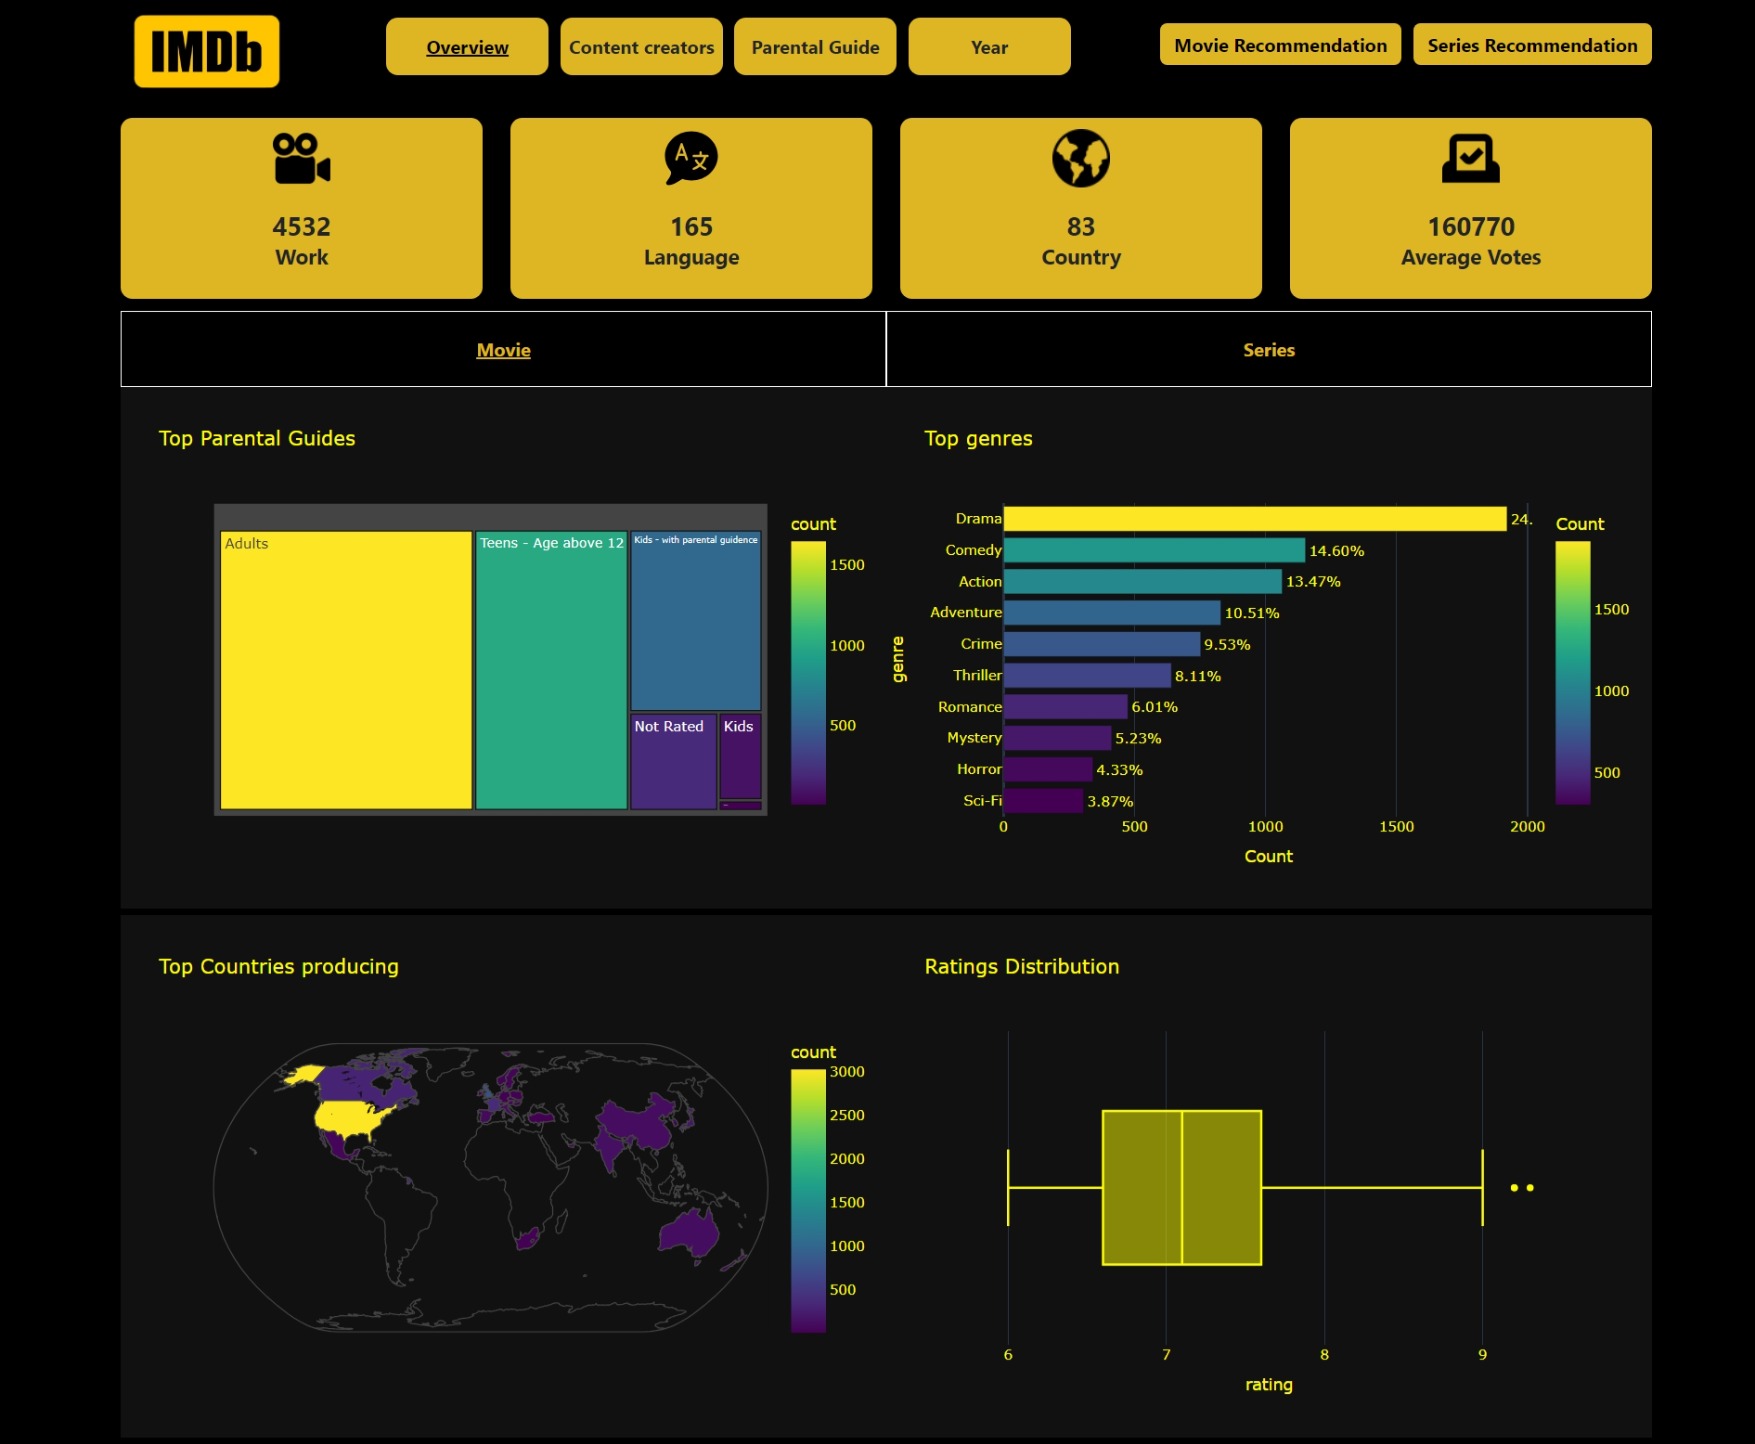 IMDb
Overview
Content creators
Parental Guide
Year
Movie Recommendation
Series Recommendation
4532
Work
165
Language
83
Country
160770
Average Votes
Movie
Series
Top Parental Guides
Adults
Teens - Age above 12
Kids - with parental guidence
Not Rated
Kids
count
1500
1000
500
Top genres
genre
Drama 24.
Comedy 14.60%
Action 13.47%
Adventure 10.51%
Crime 9.53%
Thriller 8.11%
Romance 6.01%
Mystery 5.23%
Horror 4.33%
Sci-Fi 3.87%
0 500 1000 1500 2000
Count
Count
1500
1000
500
Top Countries producing
count
3000
2500
2000
1500
1000
500
Ratings Distribution
6 7 8 9
rating